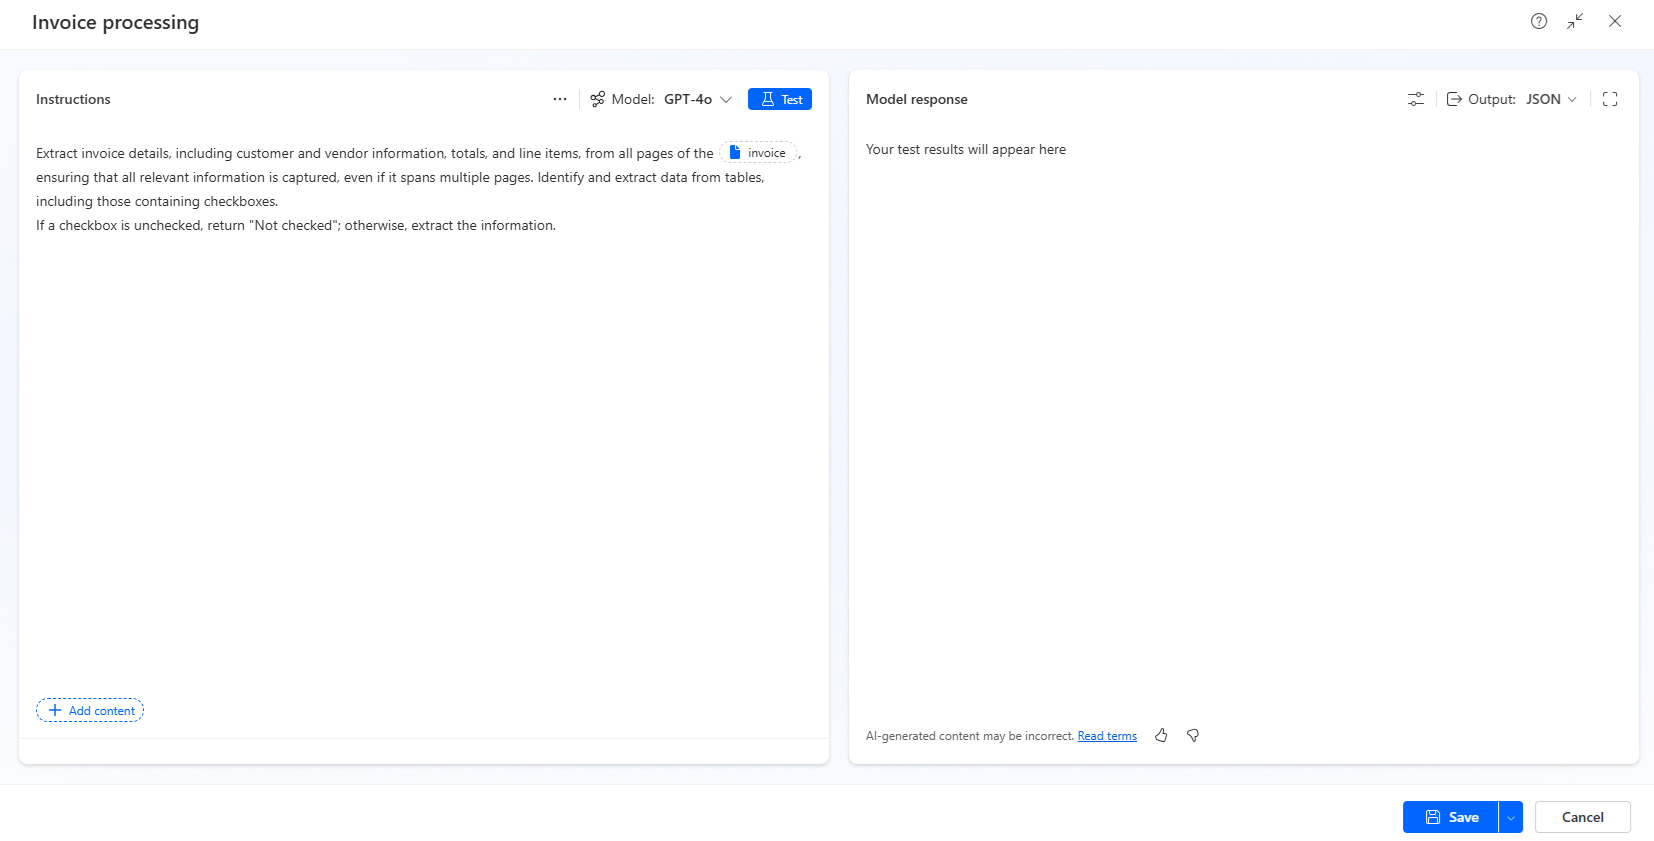 Invoice processing
Instructions
Model: GPT-4o
Test
Extract invoice details, including customer and vendor information, totals, and line items, from all pages of the invoice,
ensuring that all relevant information is captured, even if it spans multiple pages. Identify and extract data from tables,
including those containing checkboxes.
If a checkbox is unchecked, return "Not checked"; otherwise, extract the information.
Add content
Model response
Output: JSON
Your test results will appear here
AI-generated content may be incorrect. Read terms
Save
Cancel